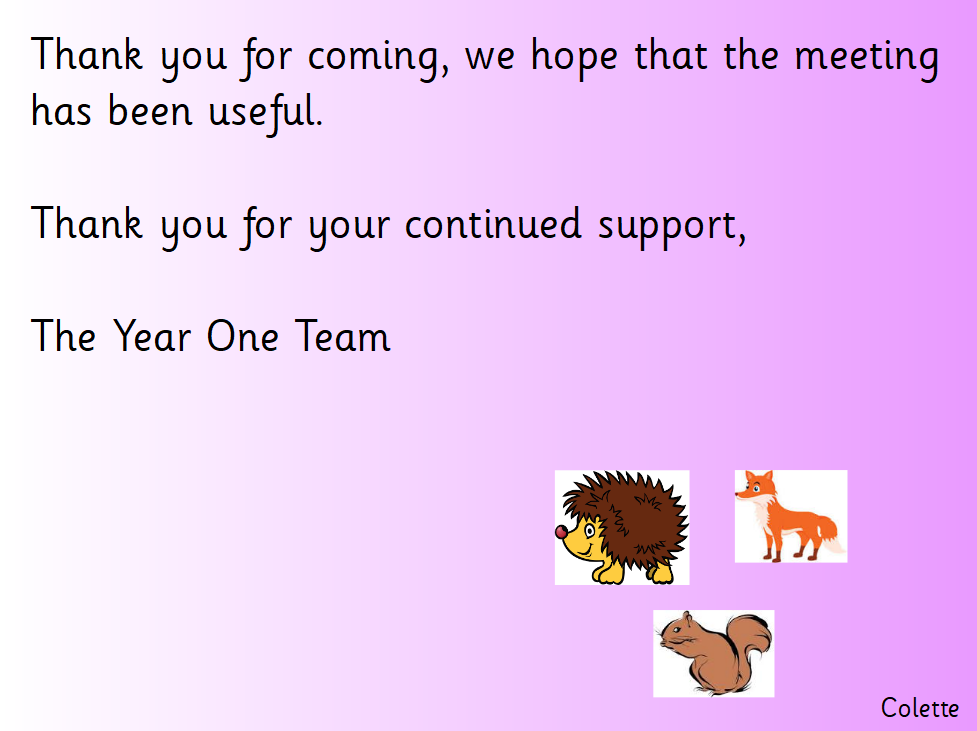 Thank you for coming, we hope that the meeting
has been useful.
Thank you for your continued support,
The Year One Team
Colette